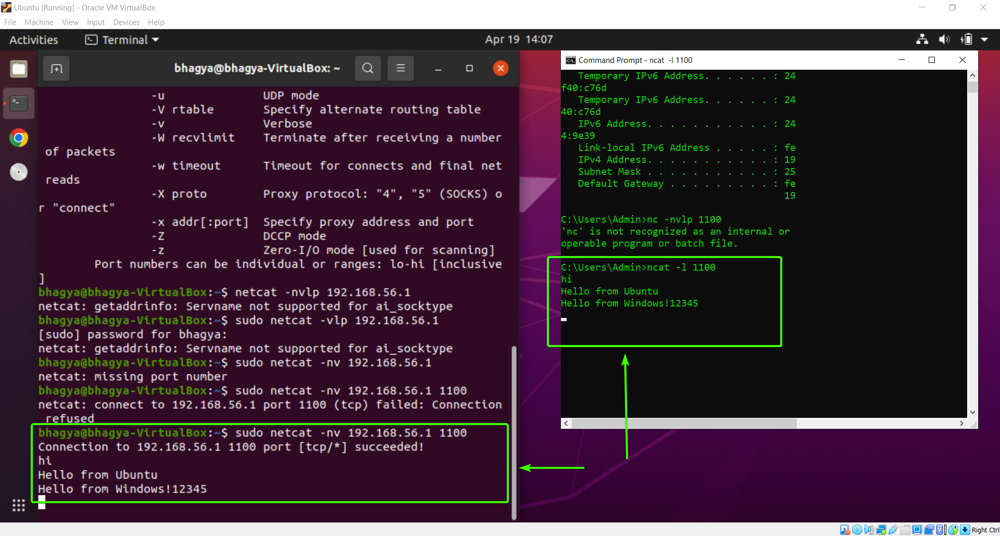 Ubuntu [Running] - Oracle VM VirtualBox
File Machine View Input Devices Help
Activities Terminal Apr 19 14:07
bhagya@bhagya-VirtualBox: ~
-u UDP mode
-V rtable Specify alternate routing table
-v Verbose
-W recvlimit Terminate after receiving a number
of packets
-w timeout Timeout for connects and final net
reads
-X proto Proxy protocol: "4", "5" (SOCKS) o
r "connect"
-x addr[:port] Specify proxy address and port
-Z DCCP mode
-z Zero-I/O mode [used for scanning]
Port numbers can be individual or ranges: lo-hi [inclusive
]
bhagya@bhagya-VirtualBox:~$ netcat -nvlp 192.168.56.1
netcat: getaddrinfo: Servname not supported for ai_socktype
bhagya@bhagya-VirtualBox:~$ sudo netcat -vlp 192.168.56.1
[sudo] password for bhagya:
netcat: getaddrinfo: Servname not supported for ai_socktype
bhagya@bhagya-VirtualBox:~$ sudo netcat -nv 192.168.56.1
netcat: missing port number
bhagya@bhagya-VirtualBox:~$ sudo netcat -nv 192.168.56.1 1100
netcat: connect to 192.168.56.1 port 1100 (tcp) failed: Connection
refused
bhagya@bhagya-VirtualBox:~$ sudo netcat -nv 192.168.56.1 1100
Connection to 192.168.56.1 1100 port [tcp/*] succeeded!
hi
Hello from Ubuntu
Hello from Windows!12345
Command Prompt - ncat -l 1100
Temporary IPv6 Address. . . . . . : 24
f40:c76d
Temporary IPv6 Address. . . . . . : 24
40:c76d
IPv6 Address. . . . . . . . . . . : 24
4:9e39
Link-local IPv6 Address . . . . . : fe
IPv4 Address. . . . . . . . . . . : 19
Subnet Mask . . . . . . . . . . . : 25
Default Gateway . . . . . . . . . : fe
19
C:\Users\Admin>nc -nvlp 1100
'nc' is not recognized as an internal or
operable program or batch file.
C:\Users\Admin>ncat -l 1100
hi
Hello from Ubuntu
Hello from Windows!12345
Right Ctrl